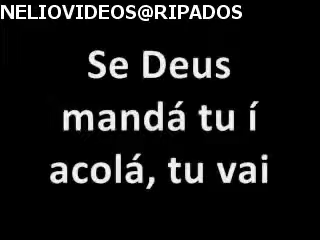 NELIOVIDEOS@RIPADOS
Se Deus
mandá tu í
acolá, tu vai